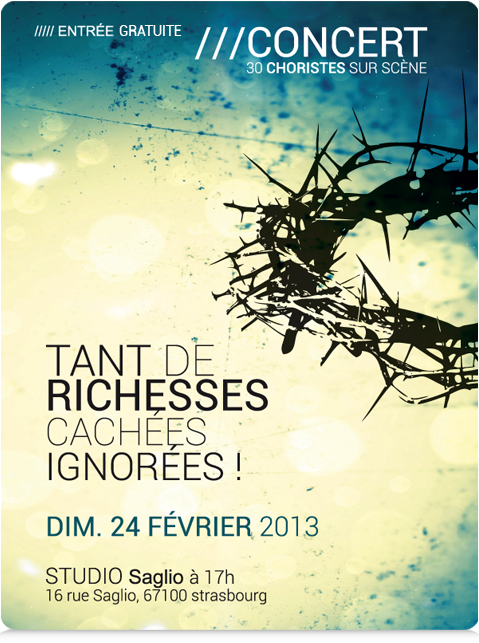 ///// ENTRÉE GRATUITE
///CONCERT
30 CHORISTES SUR SCÈNE
TANT DE
RICHESSES
CACHÉES
IGNORÉES !
DIM. 24 FÉVRIER 2013
STUDIO Saglio à 17h
16 rue Saglio, 67100 strasbourg